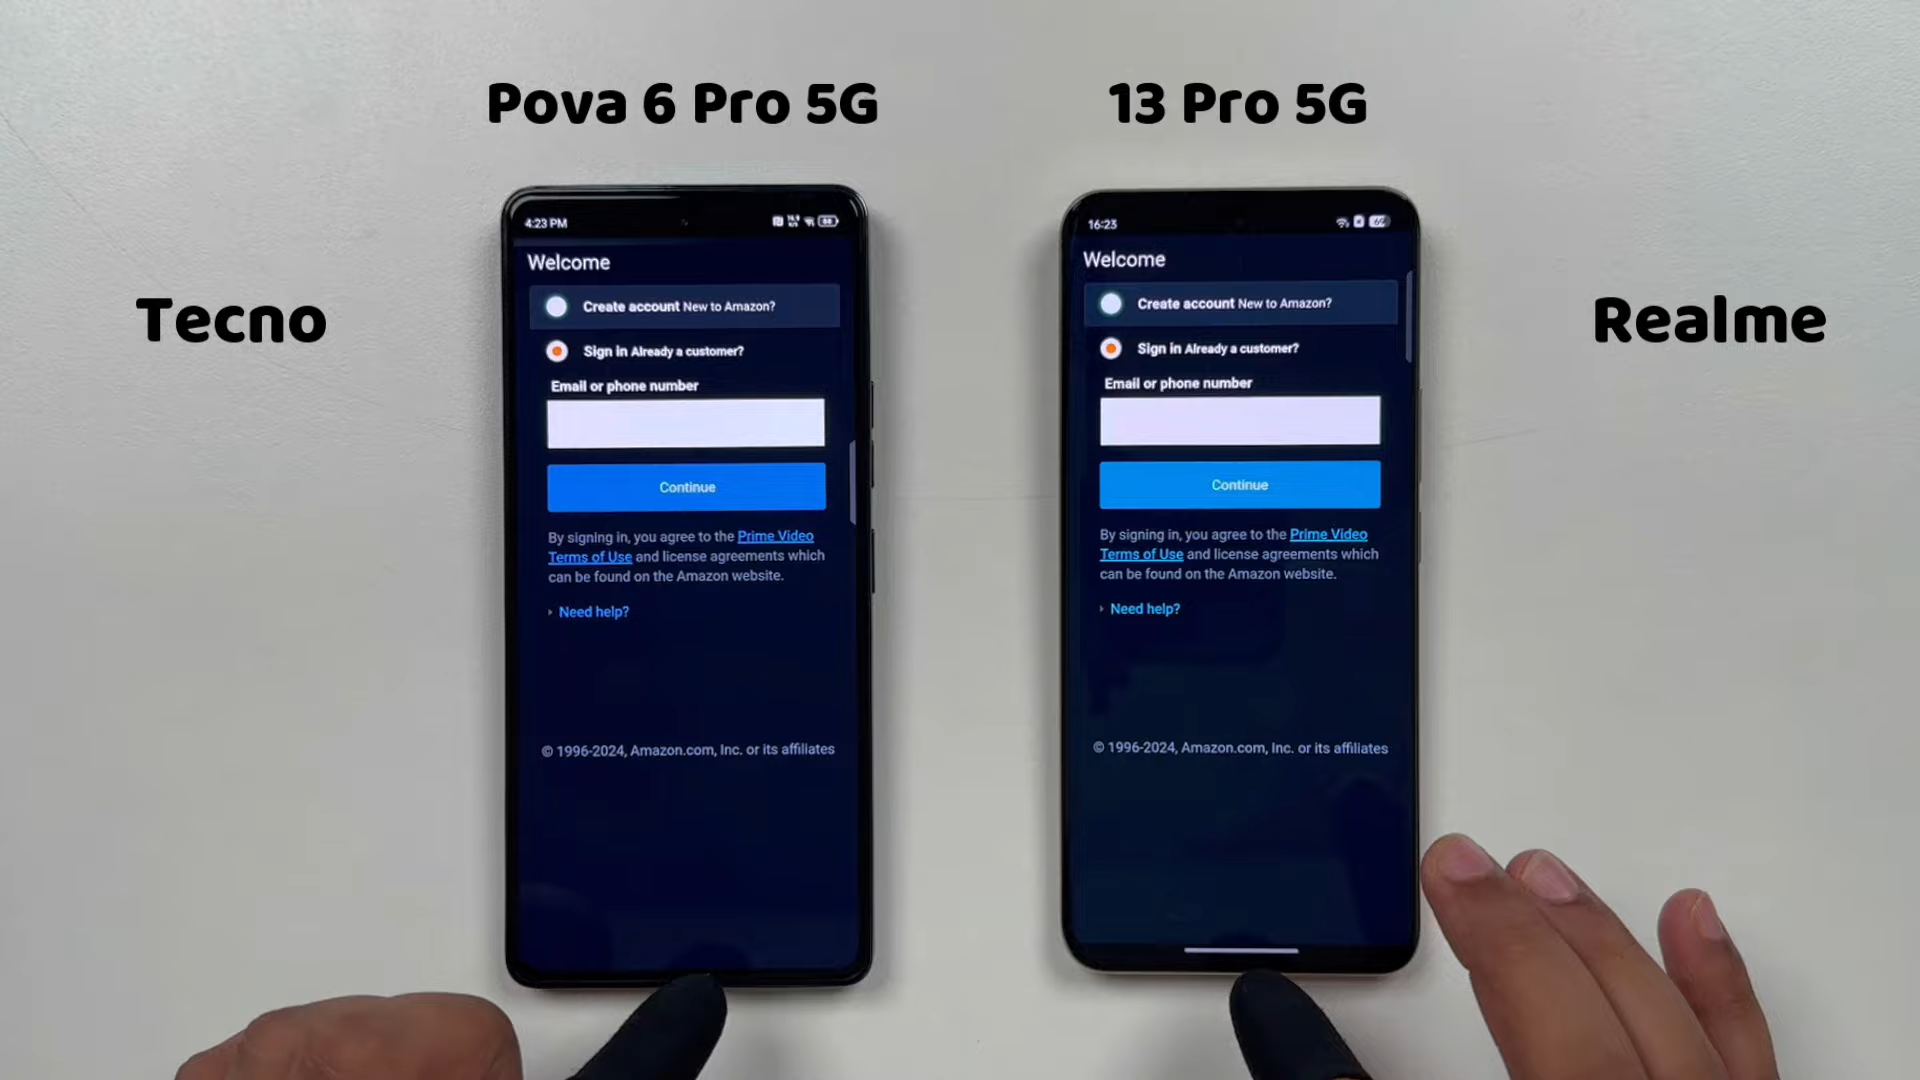 Pova 6 Pro 5G
13 Pro 5G
Tecno
Realme
4:23 PM
Welcome
Create account New to Amazon?
Sign in Already a customer?
Email or phone number
Continue
By signing in, you agree to the Prime Video
Terms of Use and license agreements which
can be found on the Amazon website.
Need help?
© 1996-2024, Amazon.com, Inc. or its affiliates
16:23
Welcome
Create account New to Amazon?
Sign in Already a customer?
Email or phone number
Continue
By signing in, you agree to the Prime Video
Terms of Use and license agreements which
can be found on the Amazon website.
Need help?
© 1996-2024, Amazon.com, Inc. or its affiliates